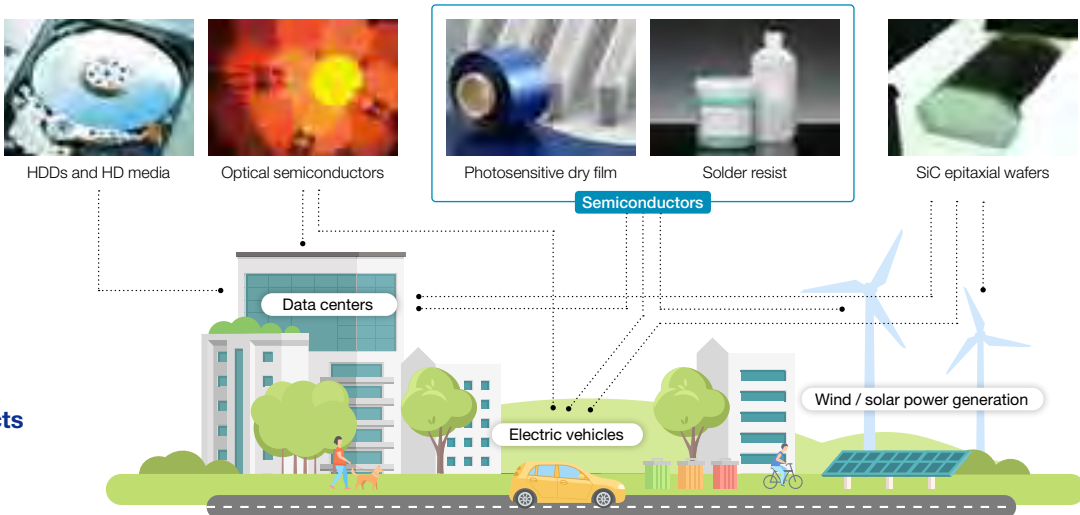 HDDs and HD media
Optical semiconductors
Photosensitive dry film
Solder resist
SiC epitaxial wafers
Semiconductors
Data centers
Wind / solar power generation
cts
Electric vehicles